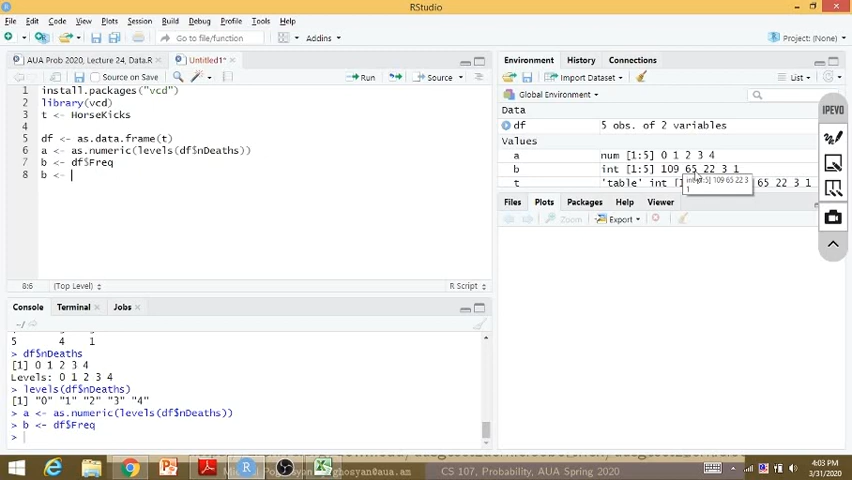 RStudio
File Edit Code View Plots Session Build Debug Profile Tools Help
Go to file/function Addins Project: (None)
AUA Prob 2020, Lecture 24, Data.R Untitled1*
Source on Save Run Source
1 install.packages("vcd")
2 library(vcd)
3 t <- HorseKicks
4
5 df <- as.data.frame(t)
6 a <- as.numeric(levels(df$nDeaths))
7 b <- df$Freq
8 b <-
8:6 (Top Level) R Script
Console Terminal Jobs
~/
5 4 1
> df$nDeaths
[1] 0 1 2 3 4
Levels: 0 1 2 3 4
> levels(df$nDeaths)
[1] "0" "1" "2" "3" "4"
> a <- as.numeric(levels(df$nDeaths))
> b <- df$Freq
>
Environment History Connections
Import Dataset List
Global Environment
Data
df 5 obs. of 2 variables
Values
a num [1:5] 0 1 2 3 4
b int [1:5] 109 65 22 3 1
t 'table' int 65 22 3 1
109 65 22 3
1
Files Plots Packages Help Viewer
Zoom Export
IPEVO
CS 107, Probability, AUA Spring 2020
4:03 PM
3/31/2020